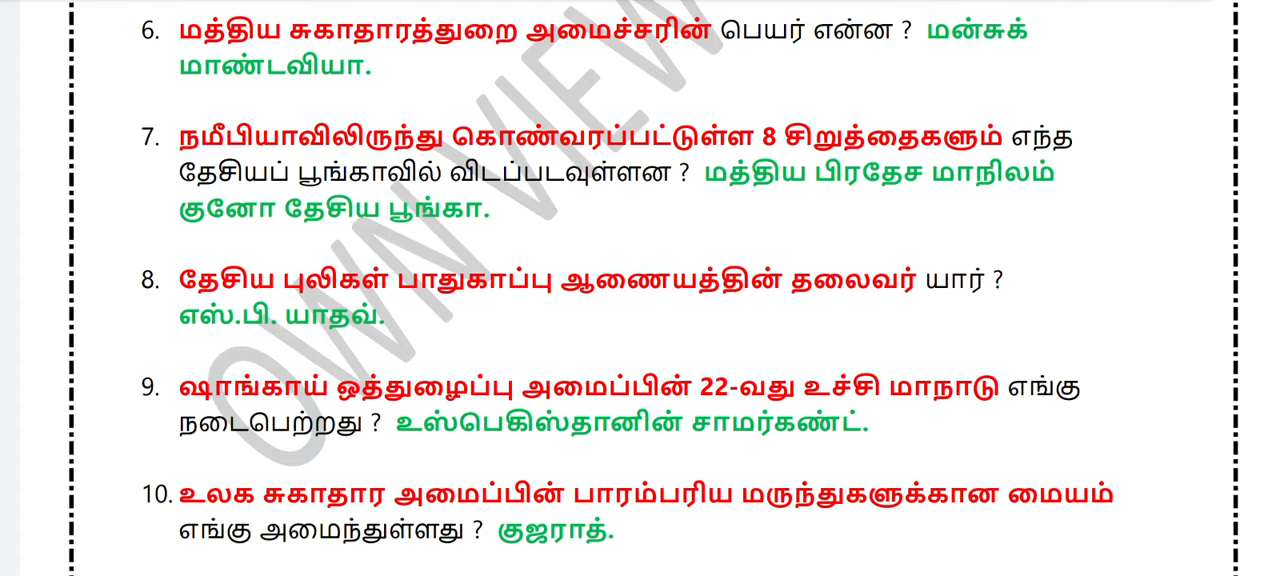 6. மத்திய சுகாதாரத்துறை அமைச்சரின் பெயர் என்ன ? மன்சுக்
மாண்டவியா.
7. நமீபியாவிலிருந்து கொண்வரப்பட்டுள்ள 8 சிறுத்தைகளும் எந்த
தேசியப் பூங்காவில் விடப்படவுள்ளன ? மத்திய பிரதேச மாநிலம்
குனோ தேசிய பூங்கா.
8. தேசிய புலிகள் பாதுகாப்பு ஆணையத்தின் தலைவர் யார் ?
எஸ்.பி. யாதவ்.
9. ஷாங்காய் ஒத்துழைப்பு அமைப்பின் 22-வது உச்சி மாநாடு எங்கு
நடைபெற்றது ? உஸ்பெகிஸ்தானின் சாமர்கண்ட்.
10. உலக சுகாதார அமைப்பின் பாரம்பரிய மருந்துகளுக்கான மையம்
எங்கு அமைந்துள்ளது ? குஜராத்.
OWN VIEW